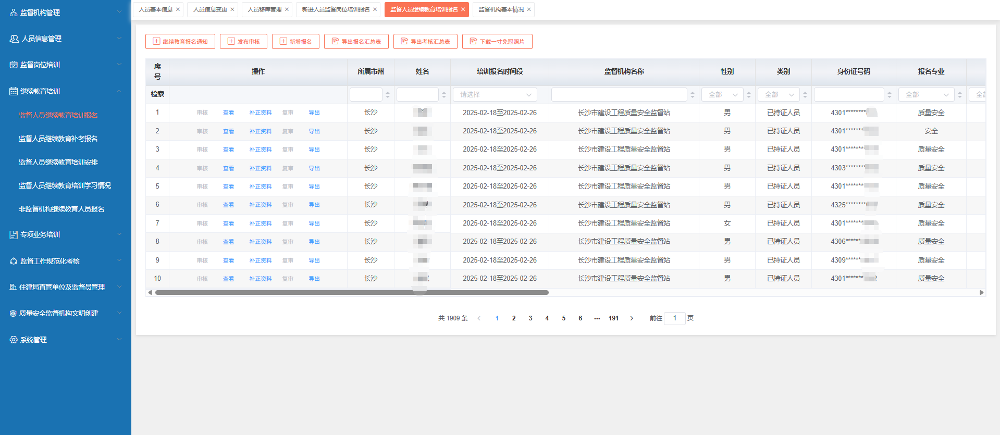 监督机构管理
人员信息管理
监督岗位培训
继续教育培训
监督人员继续教育培训报名
监督人员继续教育补考报名
监督人员继续教育培训安排
监督人员继续教育培训学习情况
非监督机构继续教育人员报名
专项业务培训
监督工作规范化考核
住建局直管单位及监督员管理
质量安全监督机构文明创建
系统管理
人员基本信息 × 人员信息变更 × 人员移库管理 × 新进人员监督岗位培训报名 × 监督人员继续教育培训报名 × 监督机构基本情况 ×
继续教育报名通知 发布审核 新增报名 导出报名汇总表 导出考核汇总表 下载一寸免冠照片
序号 操作 所属市州 姓名 培训报名时间段 监督机构名称 性别 类别 身份证号码 报名专业
检索 请选择 全部 全部 全部 全
1 审核 查看 补正资料 复审 导出 长沙 2025-02-18至2025-02-26 长沙市建设工程质量安全监督站 男 已持证人员 4301******** 质量安全
2 审核 查看 补正资料 复审 导出 长沙 2025-02-18至2025-02-26 长沙市建设工程质量安全监督站 男 已持证人员 4301******* 安全
3 审核 查看 补正资料 复审 导出 长沙 2025-02-18至2025-02-26 长沙市建设工程质量安全监督站 男 已持证人员 4301******** 质量安全
4 审核 查看 补正资料 复审 导出 长沙 2025-02-18至2025-02-26 长沙市建设工程质量安全监督站 男 已持证人员 4303******** 质量安全
5 审核 查看 补正资料 复审 导出 长沙 2025-02-18至2025-02-26 长沙市建设工程质量安全监督站 男 已持证人员 4301******* 质量安全
6 审核 查看 补正资料 复审 导出 长沙 2025-02-18至2025-02-26 长沙市建设工程质量安全监督站 男 已持证人员 4325******** 质量安全
7 审核 查看 补正资料 复审 导出 长沙 2025-02-18至2025-02-26 长沙市建设工程质量安全监督站 女 已持证人员 4301******* 质量安全
8 审核 查看 补正资料 复审 导出 长沙 2025-02-18至2025-02-26 长沙市建设工程质量安全监督站 男 已持证人员 4306****** 质量安全
9 审核 查看 补正资料 复审 导出 长沙 2025-02-18至2025-02-26 长沙市建设工程质量安全监督站 男 已持证人员 4309****** 质量安全
10 审核 查看 补正资料 复审 导出 长沙 2025-02-18至2025-02-26 长沙市建设工程质量安全监督站 男 已持证人员 4301******* 质量安全
共 1909 条 1 2 3 4 5 6 ••• 191 前往 1 页